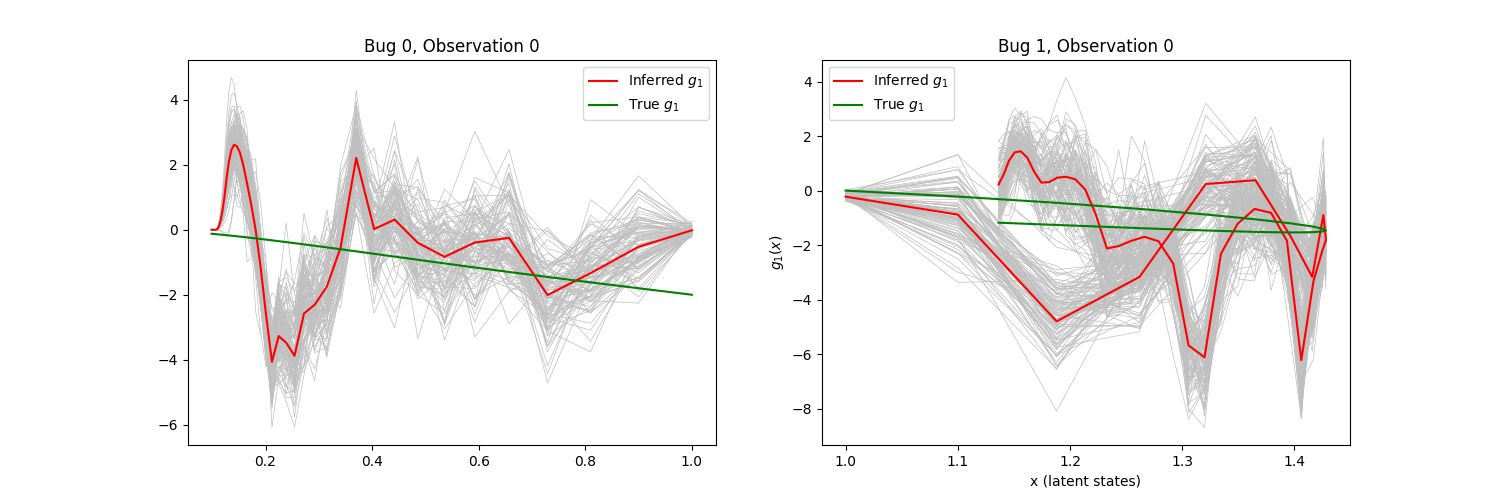 Bug 0, Observation 0
Inferred g₁
True g₁
4
2
0
−2
−4
−6
0.2 0.4 0.6 0.8 1.0
Bug 1, Observation 0
Inferred g₁
True g₁
g₁(x)
4
2
0
−2
−4
−6
−8
1.0 1.1 1.2 1.3 1.4
x (latent states)